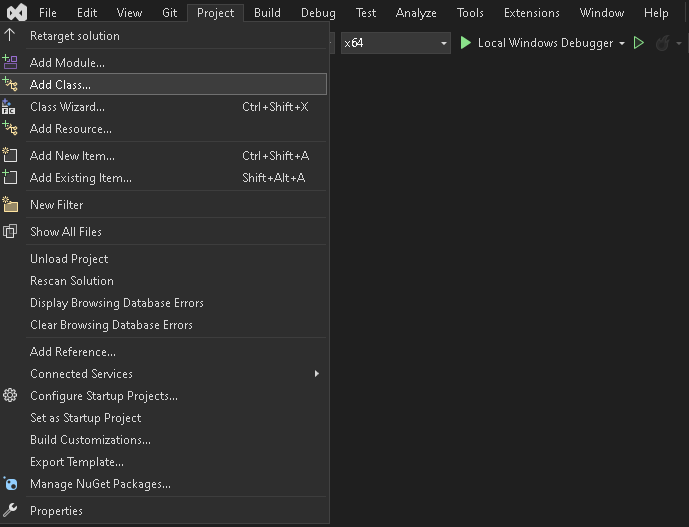 File Edit View Git Project Build Debug Test Analyze Tools Extensions Window Help
Retarget solution
x64 Local Windows Debugger
Add Module...
Add Class...
Class Wizard... Ctrl+Shift+X
Add Resource...
Add New Item... Ctrl+Shift+A
Add Existing Item... Shift+Alt+A
New Filter
Show All Files
Unload Project
Rescan Solution
Display Browsing Database Errors
Clear Browsing Database Errors
Add Reference...
Connected Services
Configure Startup Projects...
Set as Startup Project
Build Customizations...
Export Template...
Manage NuGet Packages...
Properties